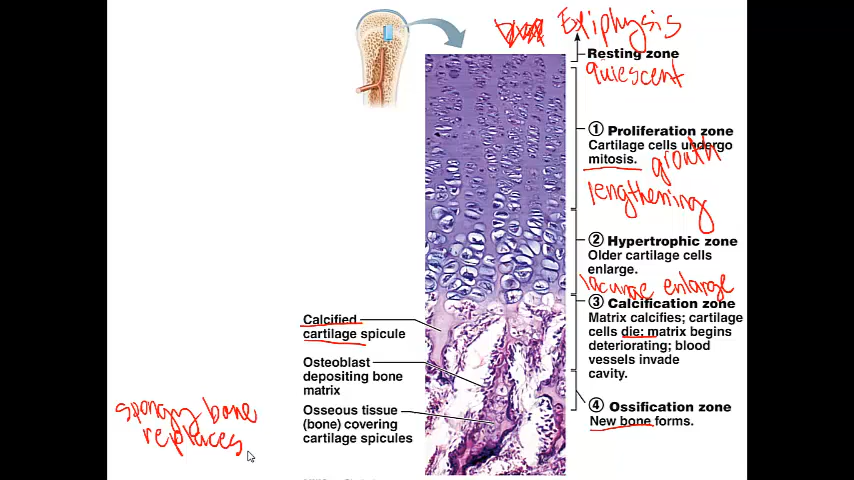 Epiphysis
Resting zone
quiescent
① Proliferation zone
Cartilage cells undergo
mitosis. growth
lengthening
② Hypertrophic zone
Older cartilage cells
enlarge.
lacunae enlarge
③ Calcification zone
Matrix calcifies; cartilage
cells die; matrix begins
deteriorating; blood
vessels invade
cavity.
④ Ossification zone
New bone forms.
Calcified
cartilage spicule
Osteoblast
depositing bone
matrix
Osseous tissue
(bone) covering
cartilage spicules
spongy bone
replaces